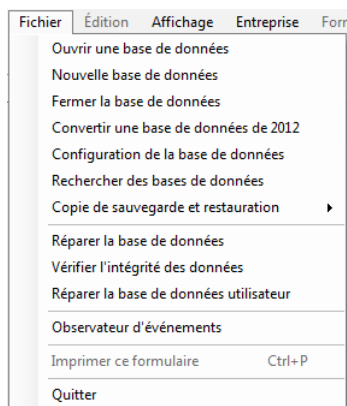 Fichier Édition Affichage Entreprise Forr
Ouvrir une base de données
Nouvelle base de données
Fermer la base de données
Convertir une base de données de 2012
Configuration de la base de données
Rechercher des bases de données
Copie de sauvegarde et restauration
Réparer la base de données
Vérifier l'intégrité des données
Réparer la base de données utilisateur
Observateur d'événements
Imprimer ce formulaire Ctrl+P
Quitter